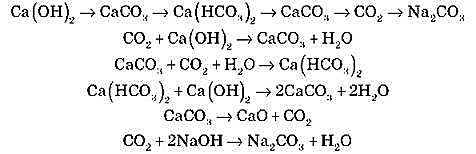 Ca(OH)₂ → CaCO₃ → Ca(HCO₃)₂ → CaCO₃ → CO₂ → Na₂CO₃
CO₂ + Ca(OH)₂ → CaCO₃ + H₂O
CaCO₃ + CO₂ + H₂O → Ca(HCO₃)₂
Ca(HCO₃)₂ + Ca(OH)₂ → 2CaCO₃ + 2H₂O
CaCO₃ → CaO + CO₂
CO₂ + 2NaOH → Na₂CO₃ + H₂O